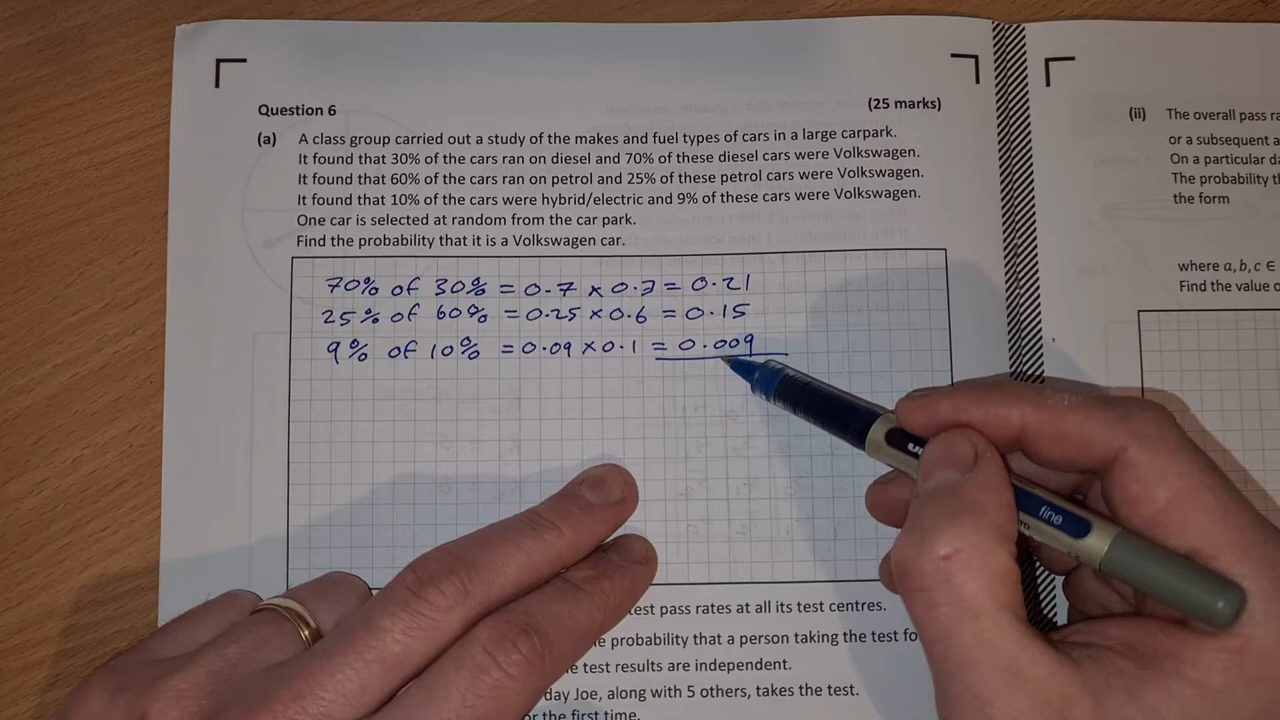 Question 6
(25 marks)
(a) A class group carried out a study of the makes and fuel types of cars in a large carpark.
It found that 30% of the cars ran on diesel and 70% of these diesel cars were Volkswagen.
It found that 60% of the cars ran on petrol and 25% of these petrol cars were Volkswagen.
It found that 10% of the cars were hybrid/electric and 9% of these cars were Volkswagen.
One car is selected at random from the car park.
Find the probability that it is a Volkswagen car.
70% of 30% = 0.7 × 0.3 = 0.21
25% of 60% = 0.25 × 0.6 = 0.15
9% of 10% = 0.09 × 0.1 = 0.009
test pass rates at all its test centres.
probability that a person taking the test fo
test results are independent.
day Joe, along with 5 others, takes the test.
the first time.
(ii) The overall pass ra
or a subsequent a
On a particular da
The probability t
the form
where a, b, c ∈
Find the value o
fine